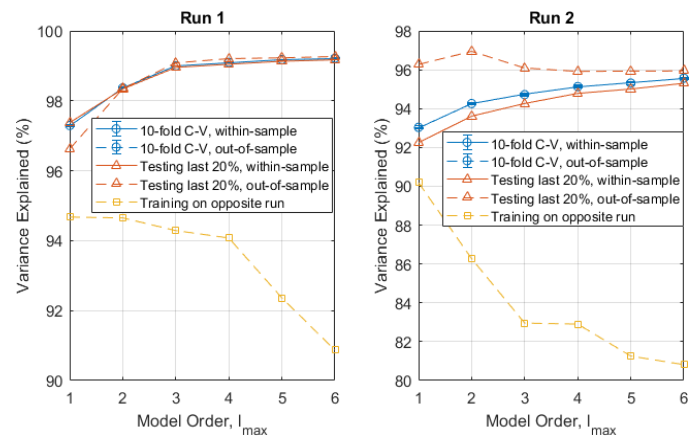 Run 1
Variance Explained (%)
100
98
96
94
92
90
10-fold C-V, within-sample
10-fold C-V, out-of-sample
Testing last 20%, within-sample
Testing last 20%, out-of-sample
Training on opposite run
1 2 3 4 5 6
Model Order, l_max
Run 2
Variance Explained (%)
98
96
94
92
90
88
86
84
82
80
10-fold C-V, within-sample
10-fold C-V, out-of-sample
Testing last 20%, within-sample
Testing last 20%, out-of-sample
Training on opposite run
1 2 3 4 5 6
Model Order, l_max